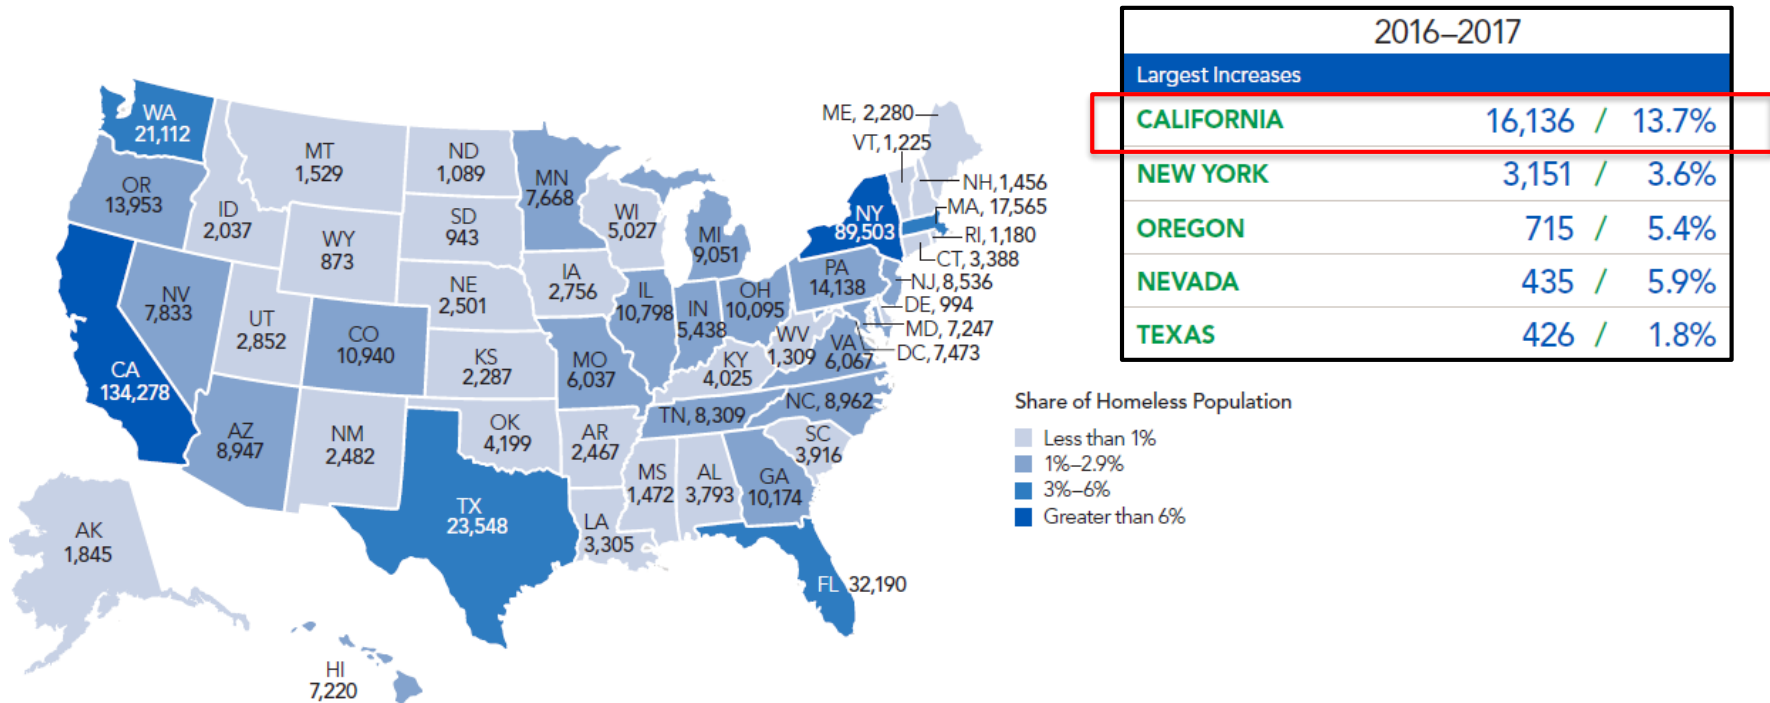 2016–2017
Largest Increases
CALIFORNIA 16,136 / 13.7%
NEW YORK 3,151 / 3.6%
OREGON 715 / 5.4%
NEVADA 435 / 5.9%
TEXAS 426 / 1.8%
WA
21,112
OR
13,953
ID
2,037
MT
1,529
ND
1,089
SD
943
WY
873
MN
7,668
WI
5,027
MI
9,051
NY
89,503
ME, 2,280
VT, 1,225
NH, 1,456
MA, 17,565
RI, 1,180
CT, 3,388
NJ, 8,536
DE, 994
MD, 7,247
DC, 7,473
PA
14,138
NV
7,833
UT
2,852
CO
10,940
NE
2,501
IA
2,756
IL
10,798
IN
5,438
OH
10,095
WV
1,309
VA
6,067
CA
134,278
KS
2,287
MO
6,037
KY
4,025
TN, 8,309
NC, 8,962
SC
3,916
AZ
8,947
NM
2,482
OK
4,199
AR
2,467
MS
1,472
AL
3,793
GA
10,174
TX
23,548
LA
3,305
FL 32,190
AK
1,845
HI
7,220
Share of Homeless Population
Less than 1%
1%–2.9%
3%–6%
Greater than 6%